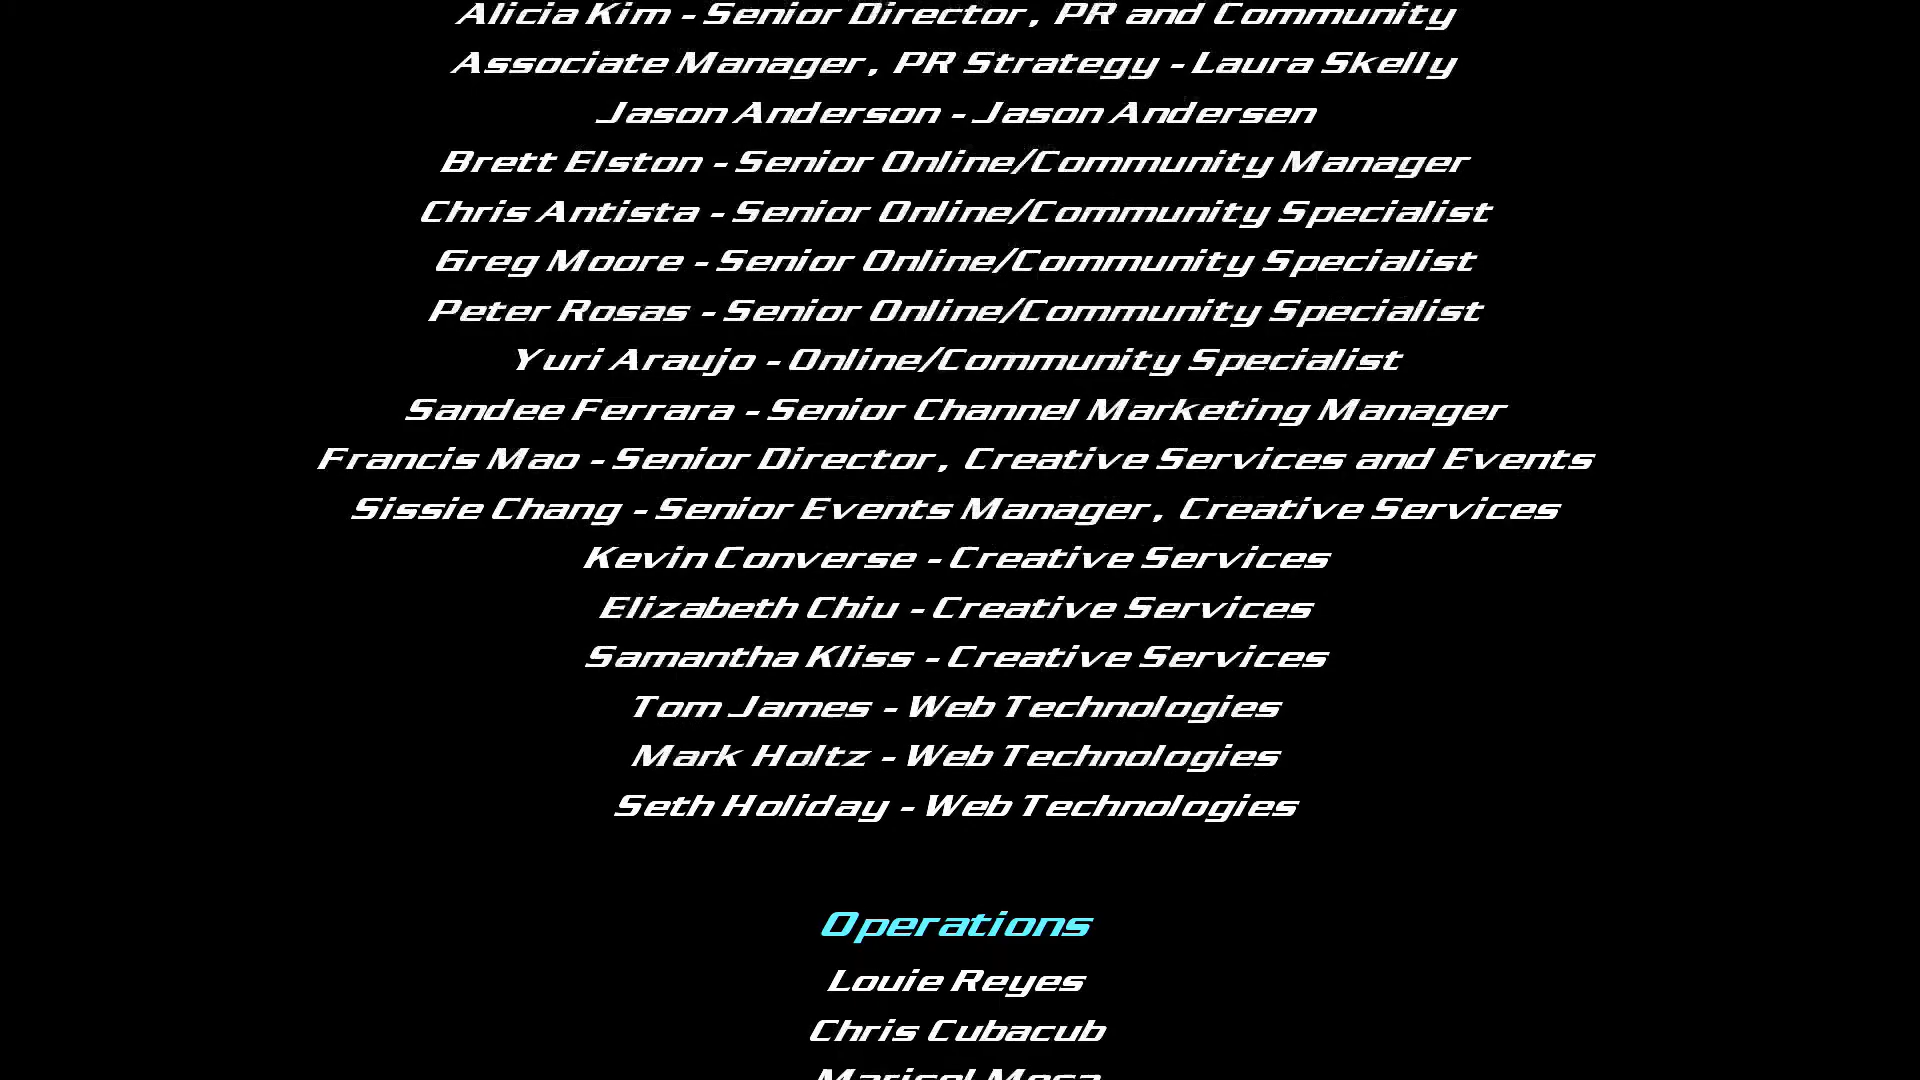 Alicia Kim - Senior Director, PR and Community
Associate Manager, PR Strategy - Laura Skelly
Jason Anderson - Jason Andersen
Brett Elston - Senior Online/Community Manager
Chris Antista - Senior Online/Community Specialist
Greg Moore - Senior Online/Community Specialist
Peter Rosas - Senior Online/Community Specialist
Yuri Araujo - Online/Community Specialist
Sandee Ferrara - Senior Channel Marketing Manager
Francis Mao - Senior Director, Creative Services and Events
Sissie Chang - Senior Events Manager, Creative Services
Kevin Converse - Creative Services
Elizabeth Chiu - Creative Services
Samantha Kliss - Creative Services
Tom James - Web Technologies
Mark Holtz - Web Technologies
Seth Holiday - Web Technologies
Operations
Louie Reyes
Chris Cubacub